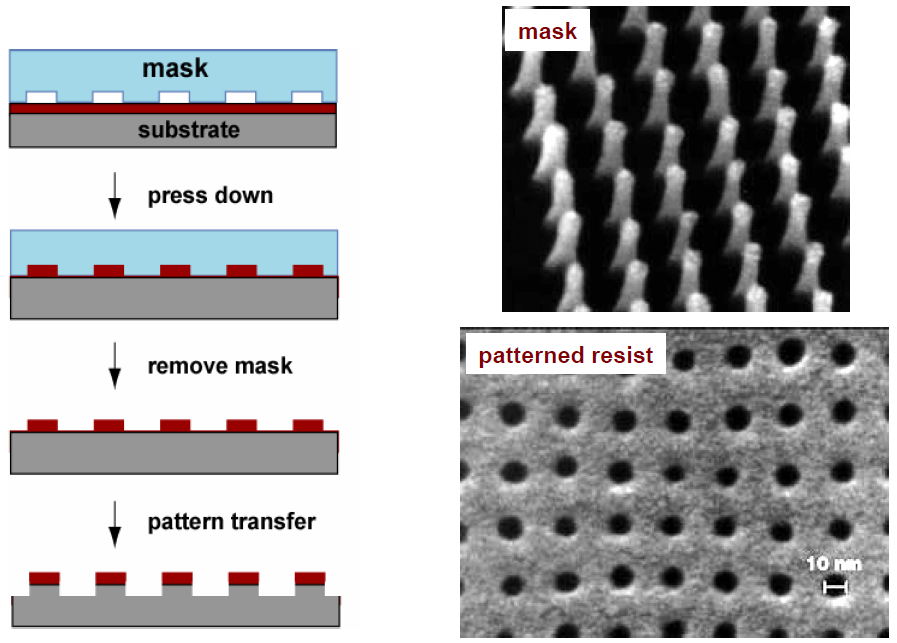 mask
substrate
press down
remove mask
pattern transfer
mask
patterned resist
10 nm